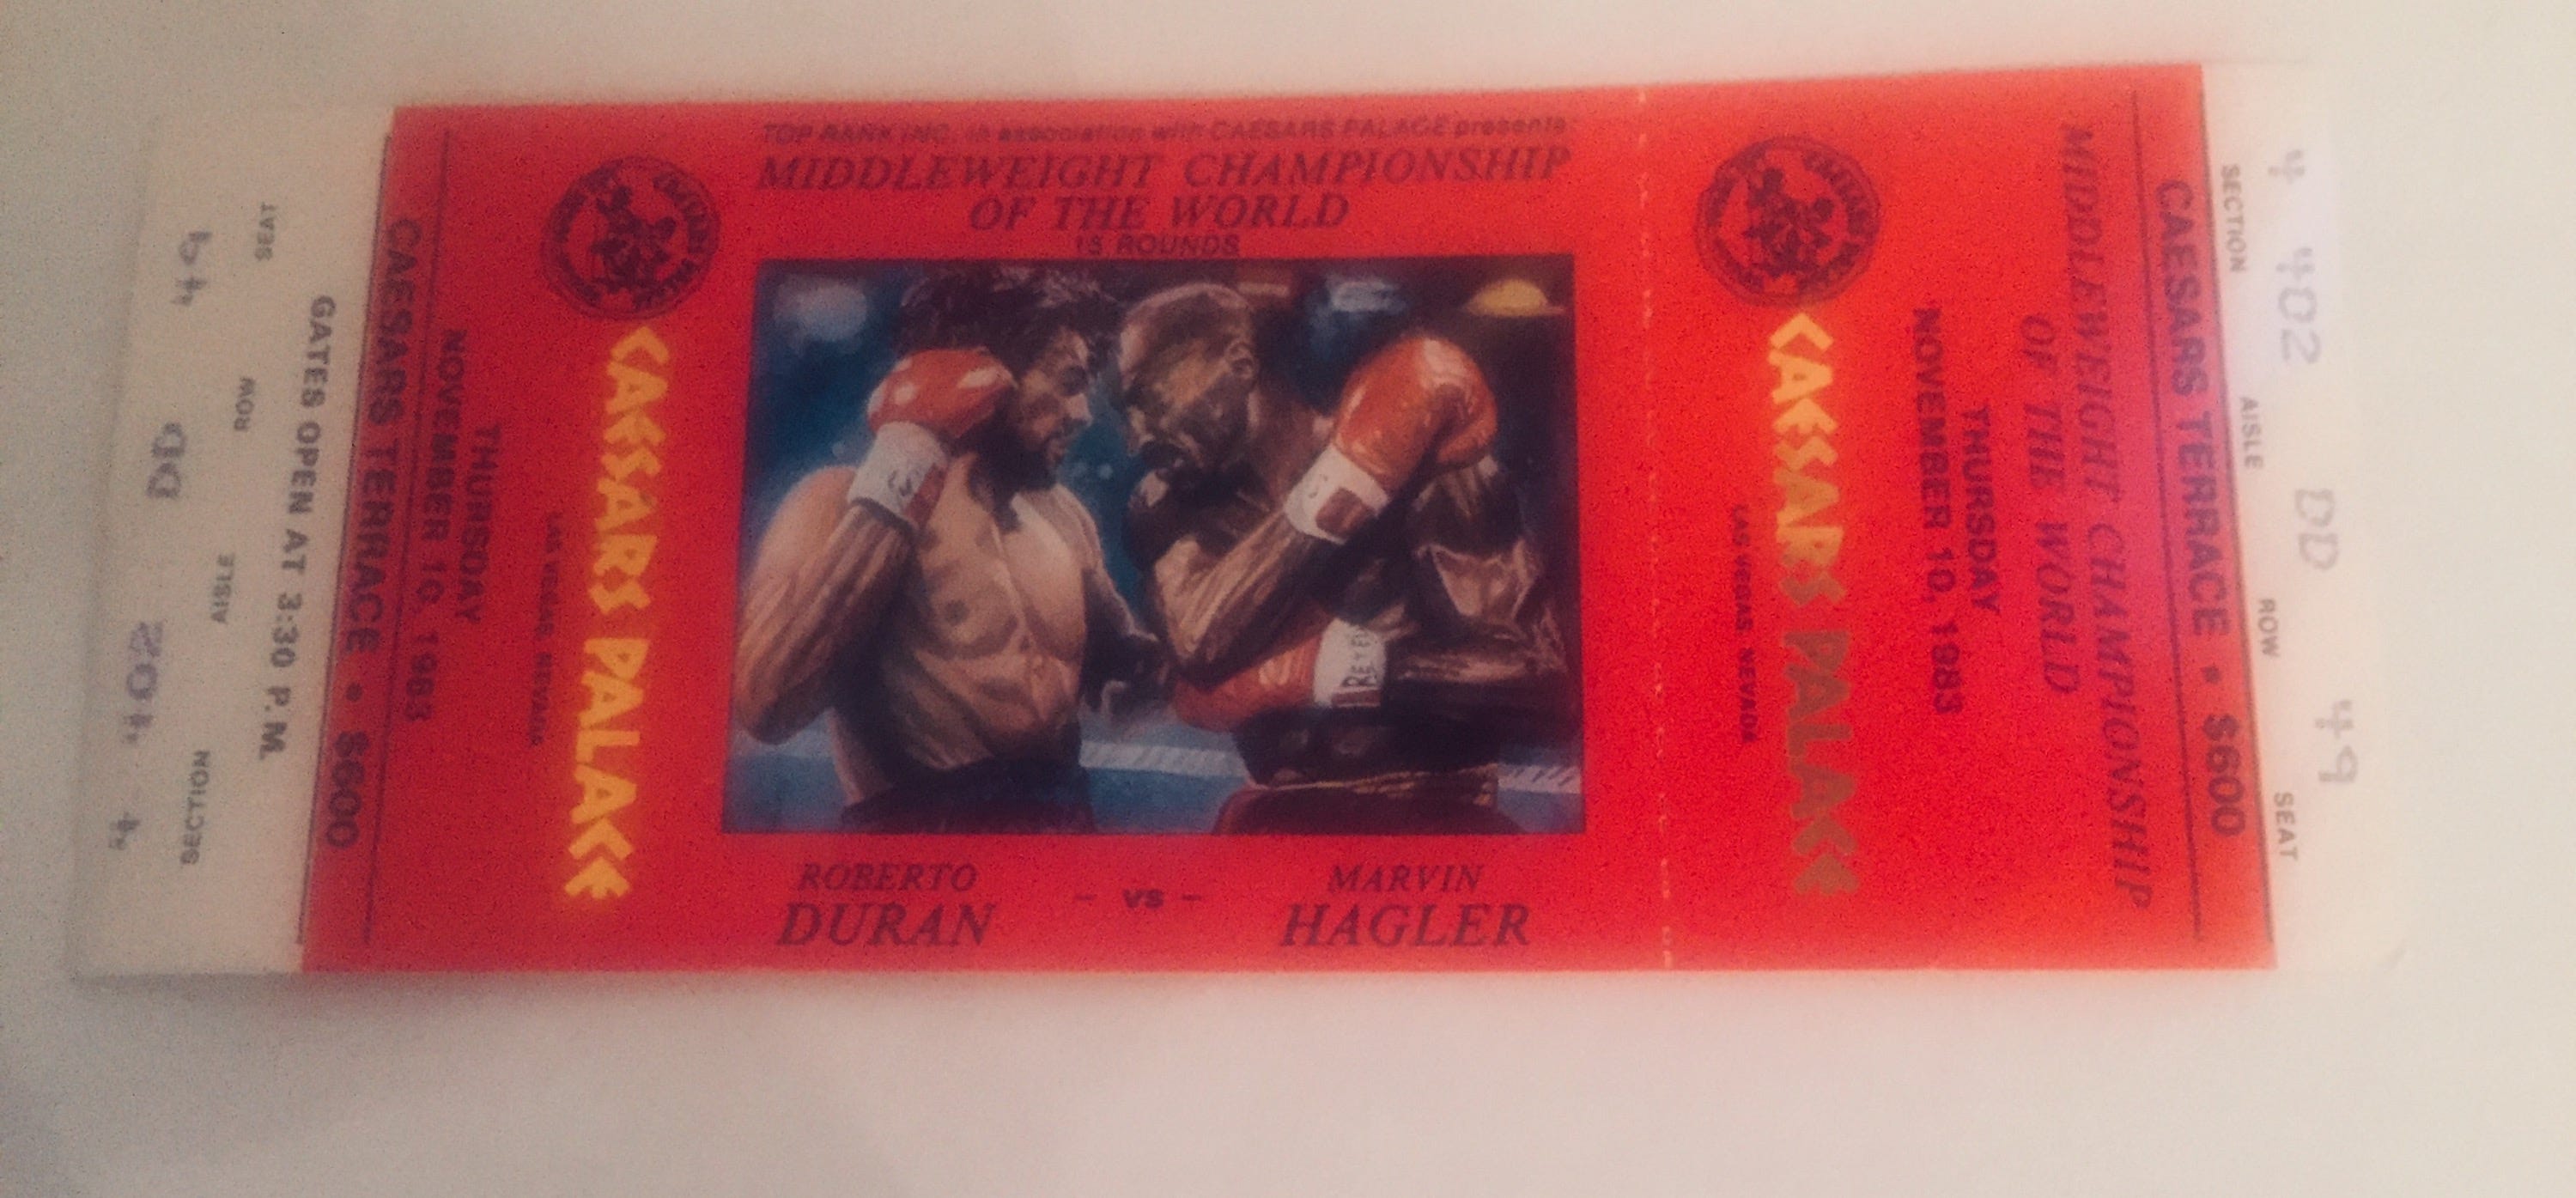 4 402 DD 49
SECTION AISLE ROW SEAT
GATES OPEN AT 3:30 P.M.
CAESARS TERRACE • $600
THURSDAY
NOVEMBER 10, 1983
CAESARS PALACE
LAS VEGAS, NEVADA
TOP RANK INC. in association with CAESARS PALACE presents:
MIDDLEWEIGHT CHAMPIONSHIP
OF THE WORLD
15 ROUNDS
REYES
ROBERTO
DURAN
- vs -
MARVIN
HAGLER
CAESARS PALACE
LAS VEGAS, NEVADA
THURSDAY
NOVEMBER 10, 1983
MIDDLEWEIGHT CHAMPIONSHIP
OF THE WORLD
CAESARS TERRACE • $600
SECTION AISLE ROW SEAT
4 402 DD 49